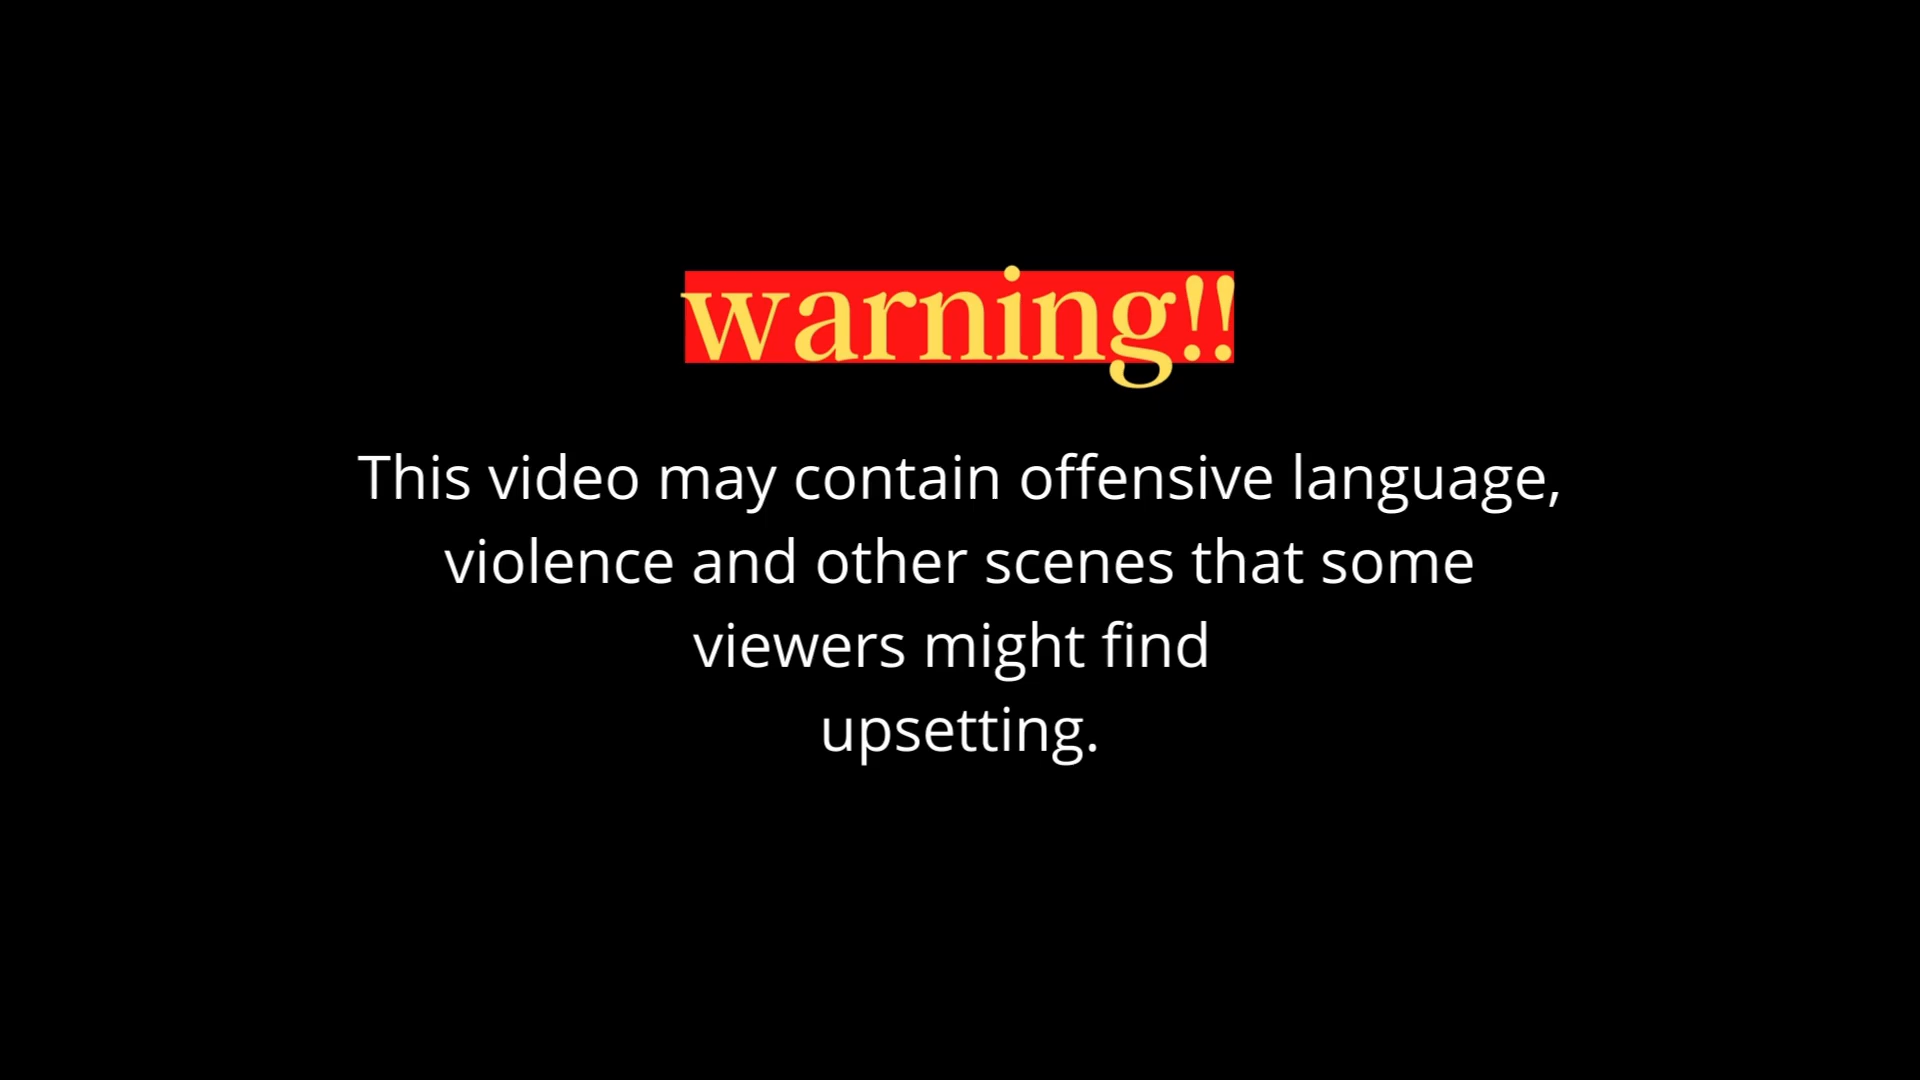 warning!!
This video may contain offensive language,
violence and other scenes that some
viewers might find
upsetting.